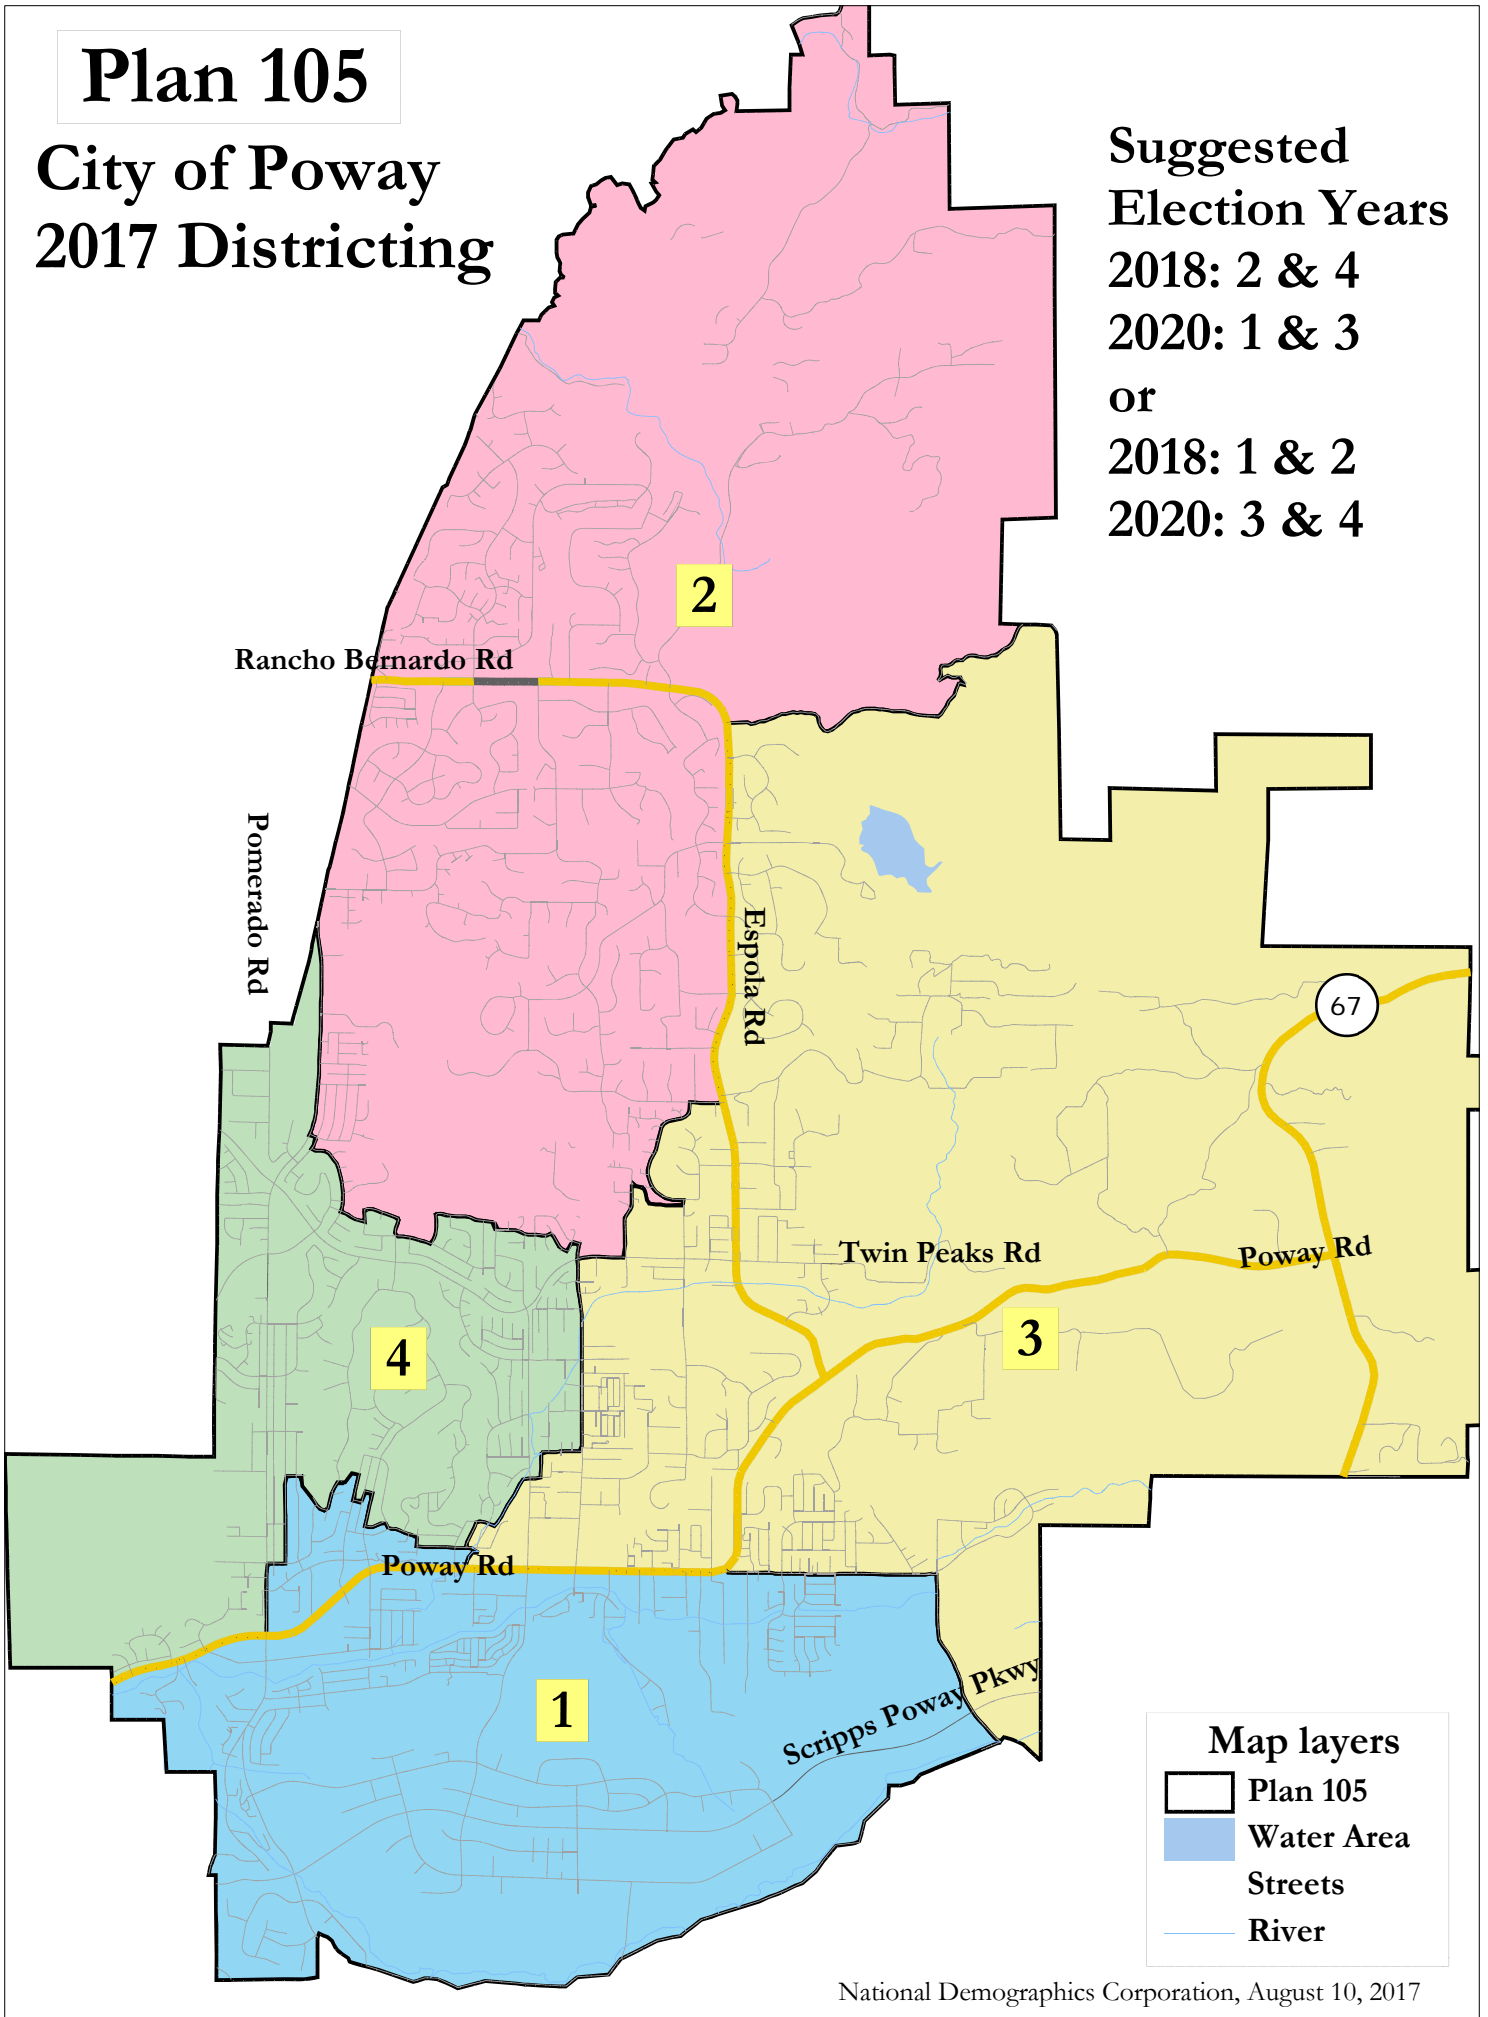 Plan 105
City of Poway
2017 Districting
Suggested
Election Years
2018: 2 & 4
2020: 1 & 3
or
2018: 1 & 2
2020: 3 & 4
2
Rancho Bernardo Rd
Pomerado Rd
Espola Rd
67
Twin Peaks Rd
Poway Rd
3
4
Poway Rd
1
Scripps Poway Pkwy
Map layers
Plan 105
Water Area
Streets
River
National Demographics Corporation, August 10, 2017